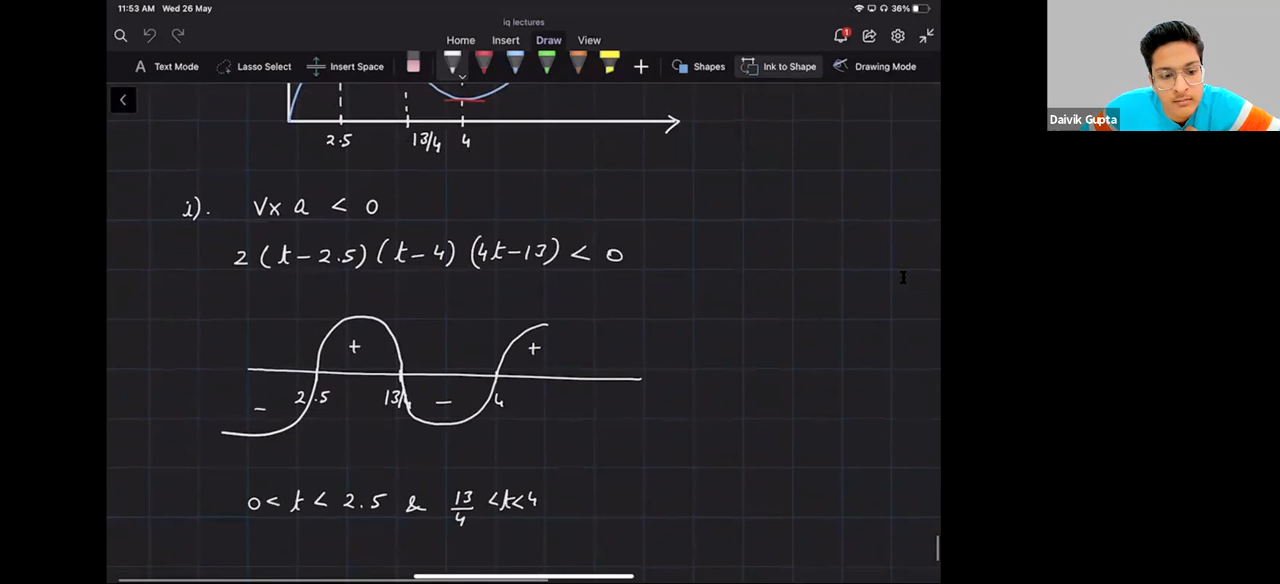 11:53 AM Wed 26 May
36%
iq lectures
Home Insert Draw View
1
Text Mode Lasso Select Insert Space Shapes Ink to Shape Drawing Mode
Daivik Gupta
2.5 13/4 4
i). V x a < 0
2 (t - 2.5) (t - 4) (4t - 13) < 0
+ +
- 2.5 13/4 - 4
0 < t < 2.5 & 13/4 < t < 4